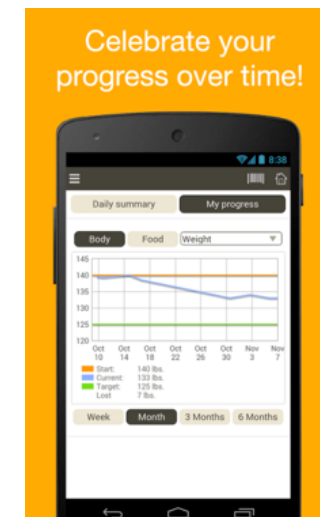 Celebrate your
progress over time!
8:38
Daily summary My progress
Body Food Weight
145
140
135
130
125
120
Oct Oct Oct Oct Oct Oct Nov Nov
10 14 18 22 26 30 3 7
Start: 140 lbs.
Current: 133 lbs.
Target: 125 lbs.
Lost 7 lbs.
Week Month 3 Months 6 Months